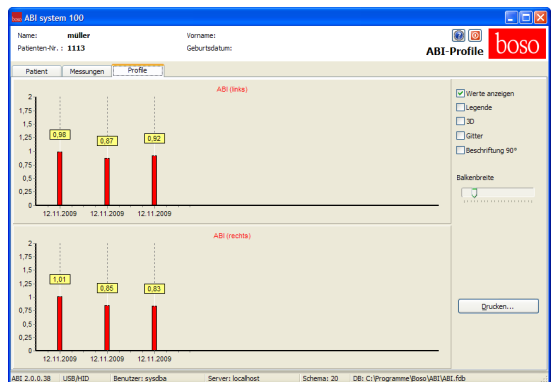 ABI system 100
Name: müller Vorname:
Patienten-Nr.: 1113 Geburtsdatum:
ABI-Profile boso
Patient Messungen Profile
ABI (links)
2
1,75
1,5
1,25
1
0,75
0,5
0,25
0
0,98 0,87 0,92
12.11.2009 12.11.2009 12.11.2009
ABI (rechts)
2
1,75
1,5
1,25
1
0,75
0,5
0,25
0
1,01 0,85 0,83
12.11.2009 12.11.2009 12.11.2009
Werte anzeigen
Legende
3D
Gitter
Beschriftung 90°
Balkenbreite
Drucken...
ABI 2.0.0.38 USB/HID Benutzer: sysdba Server: localhost Schema: 20 DB: C:\Programme\Boso\ABI\ABI.fdb